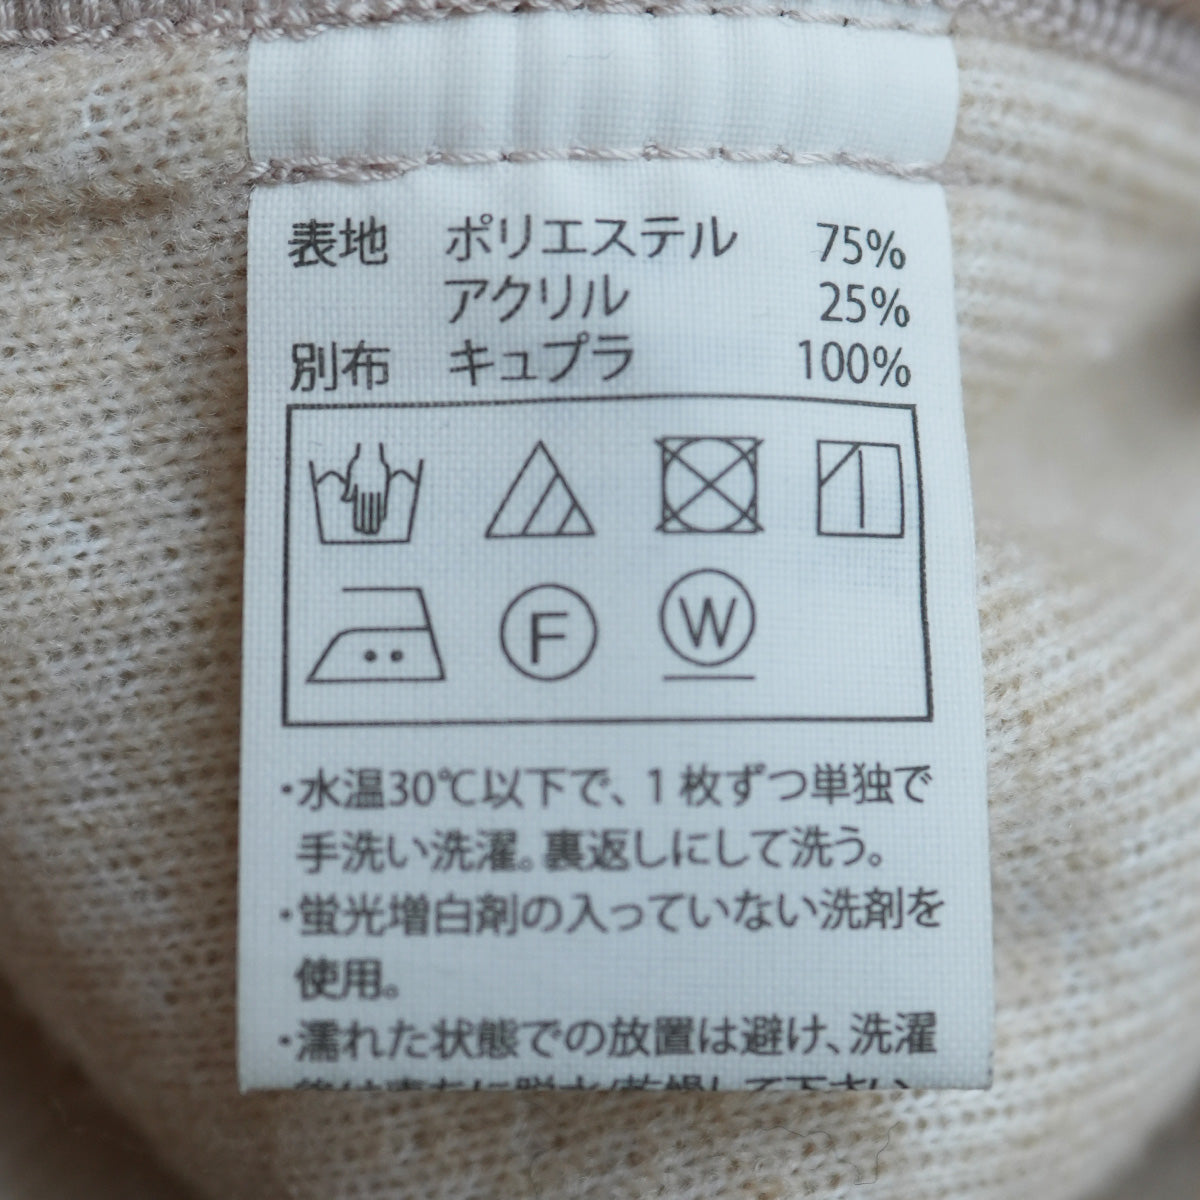 表地 ポリエステル 75%
アクリル 25%
別布 キュプラ 100%
F W
・水温30℃以下で、1枚ずつ単独で
手洗い洗濯。裏返しにして洗う。
・蛍光増白剤の入っていない洗剤を
使用。
・濡れた状態での放置は避け、洗濯